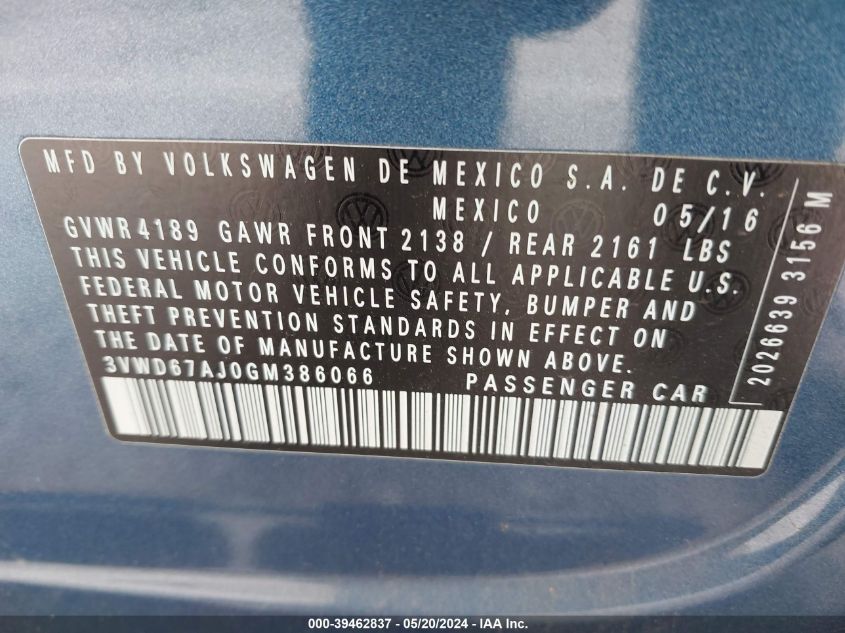 MFD BY VOLKSWAGEN DE MEXICO S.A. DE C.V.
MEXICO 05/16
GVWR 4189 GAWR FRONT 2138 / REAR 2161 LBS
THIS VEHICLE CONFORMS TO ALL APPLICABLE U.S.
FEDERAL MOTOR VEHICLE SAFETY, BUMPER AND
THEFT PREVENTION STANDARDS IN EFFECT ON
THE DATE OF MANUFACTURE SHOWN ABOVE.
3VWD67AJ0GM386066 PASSENGER CAR
2026639 3156 M
000-39462837 // 05/20/2024 // IAA Inc.